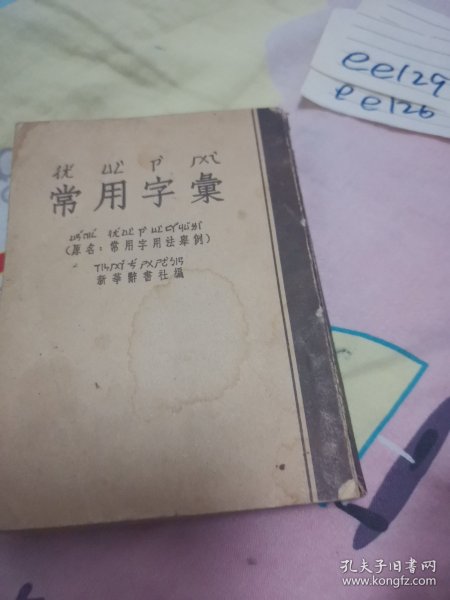 ee129
ee126
常用字彙
（原名：常用字用法舉例）
新華辭書社編
孔夫子旧书网
www.kongfz.com